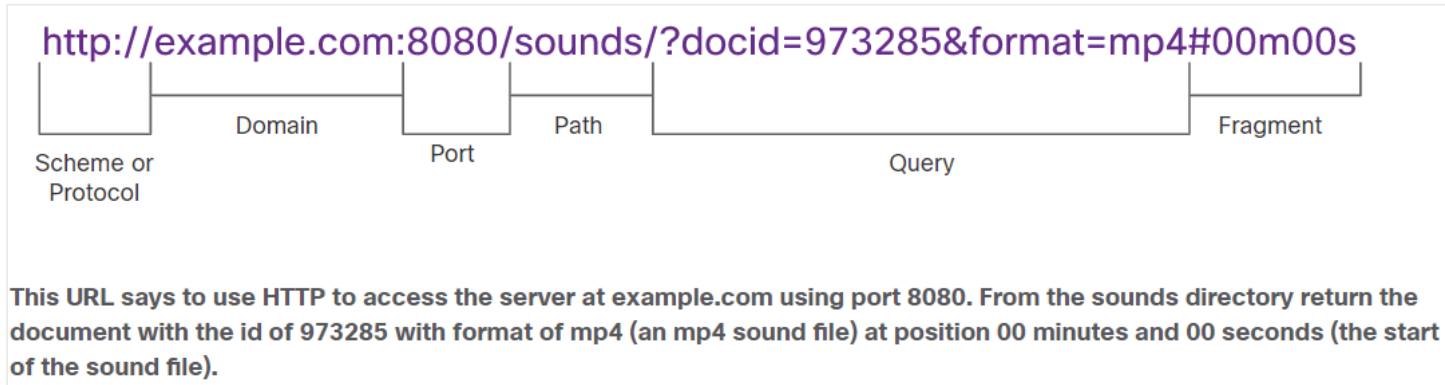 http://example.com:8080/sounds/?docid=973285&format=mp4#00m00s
Domain
Path
Fragment
Port
Scheme or
Protocol
Query
This URL says to use HTTP to access the server at example.com using port 8080. From the sounds directory return the
document with the id of 973285 with format of mp4 (an mp4 sound file) at position 00 minutes and 00 seconds (the start
of the sound file).